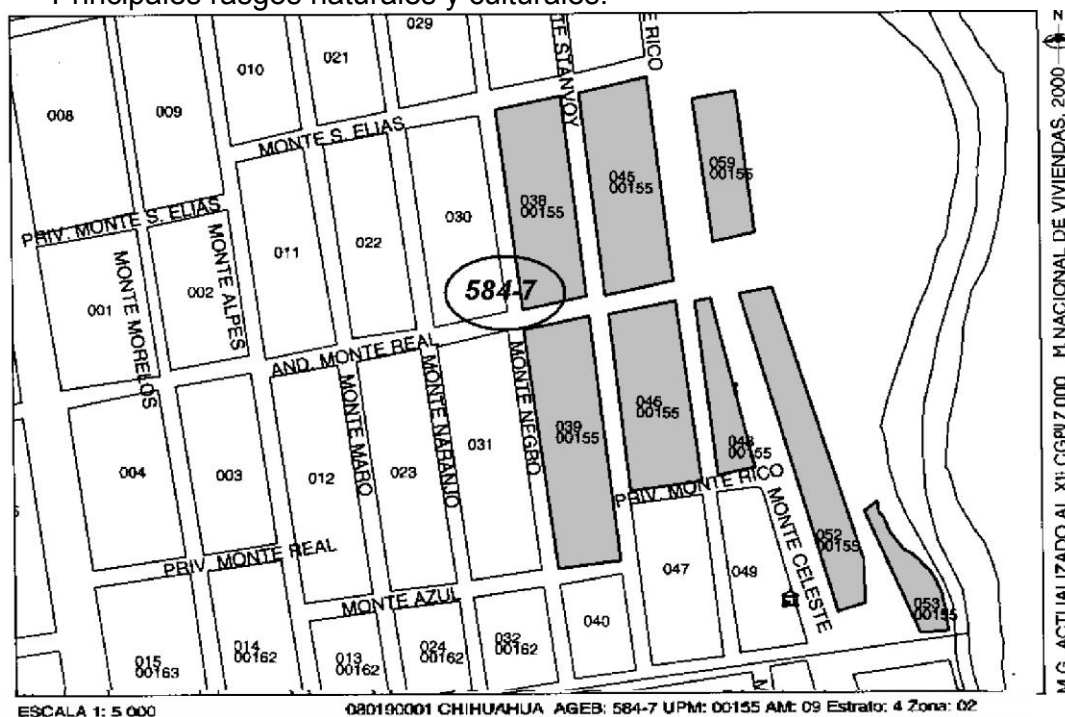 Principales rasgos naturales y culturales.
029
TE STANVOY
E RICO
N
010
021
008
009
MONTE S. ELIAS
059
00155
045
00155
038
00155
PRIV. MONTE S. ELIAS
030
022
011
MONTE ALPES
002
001
MONTE MORELOS
584-7
AND. MONTE REAL
MONTE MARO
MONTE NARANJO
MONTE NEGRO
046
00155
039
00155
031
048
00155
004
003
012
023
PRIV. MONTE RICO
MONTE CELESTE
052
00155
PRIV. MONTE REAL
047
049
MONTE AZUL
053
00155
040
032
00162
024
00162
013
00162
014
00162
015
00163
M.G. ACTUALIZADO AL XII CGPV 2000 M. NACIONAL DE VIVIENDAS, 2000
ESCALA 1: 5 000
080190001 CHIHUAHUA AGEB: 584-7 UPM: 00155 AM: 09 Estrato: 4 Zona: 02